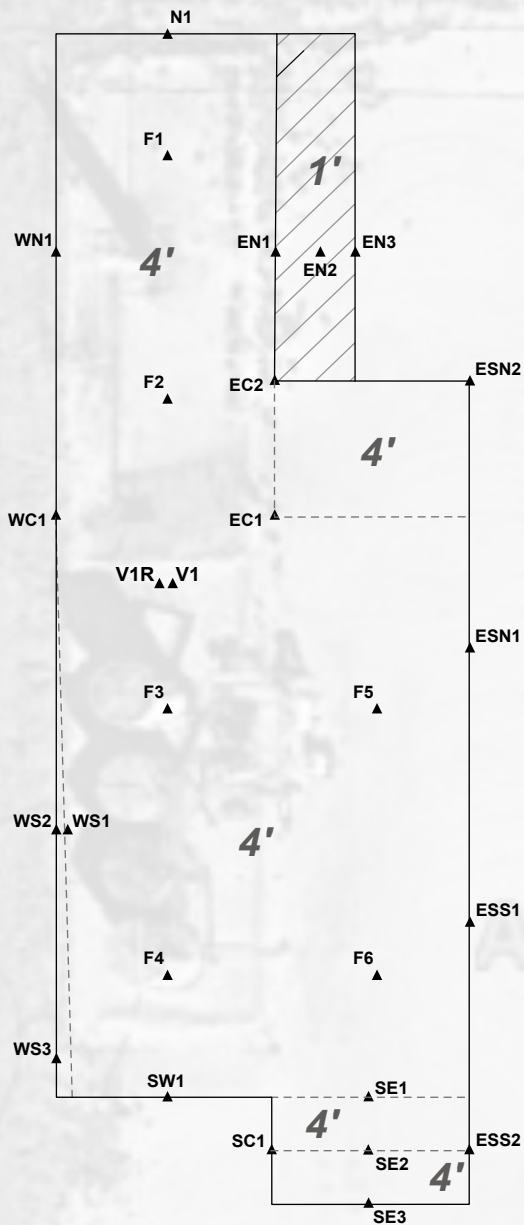 N1
F1
1'
WN1
4'
EN1
EN2
EN3
EC2
ESN2
F2
4'
WC1
EC1
V1R
V1
ESN1
F3
F5
WS2
WS1
4'
ESS1
F4
F6
WS3
SW1
SE1
4'
SC1
SE2
ESS2
4'
SE3